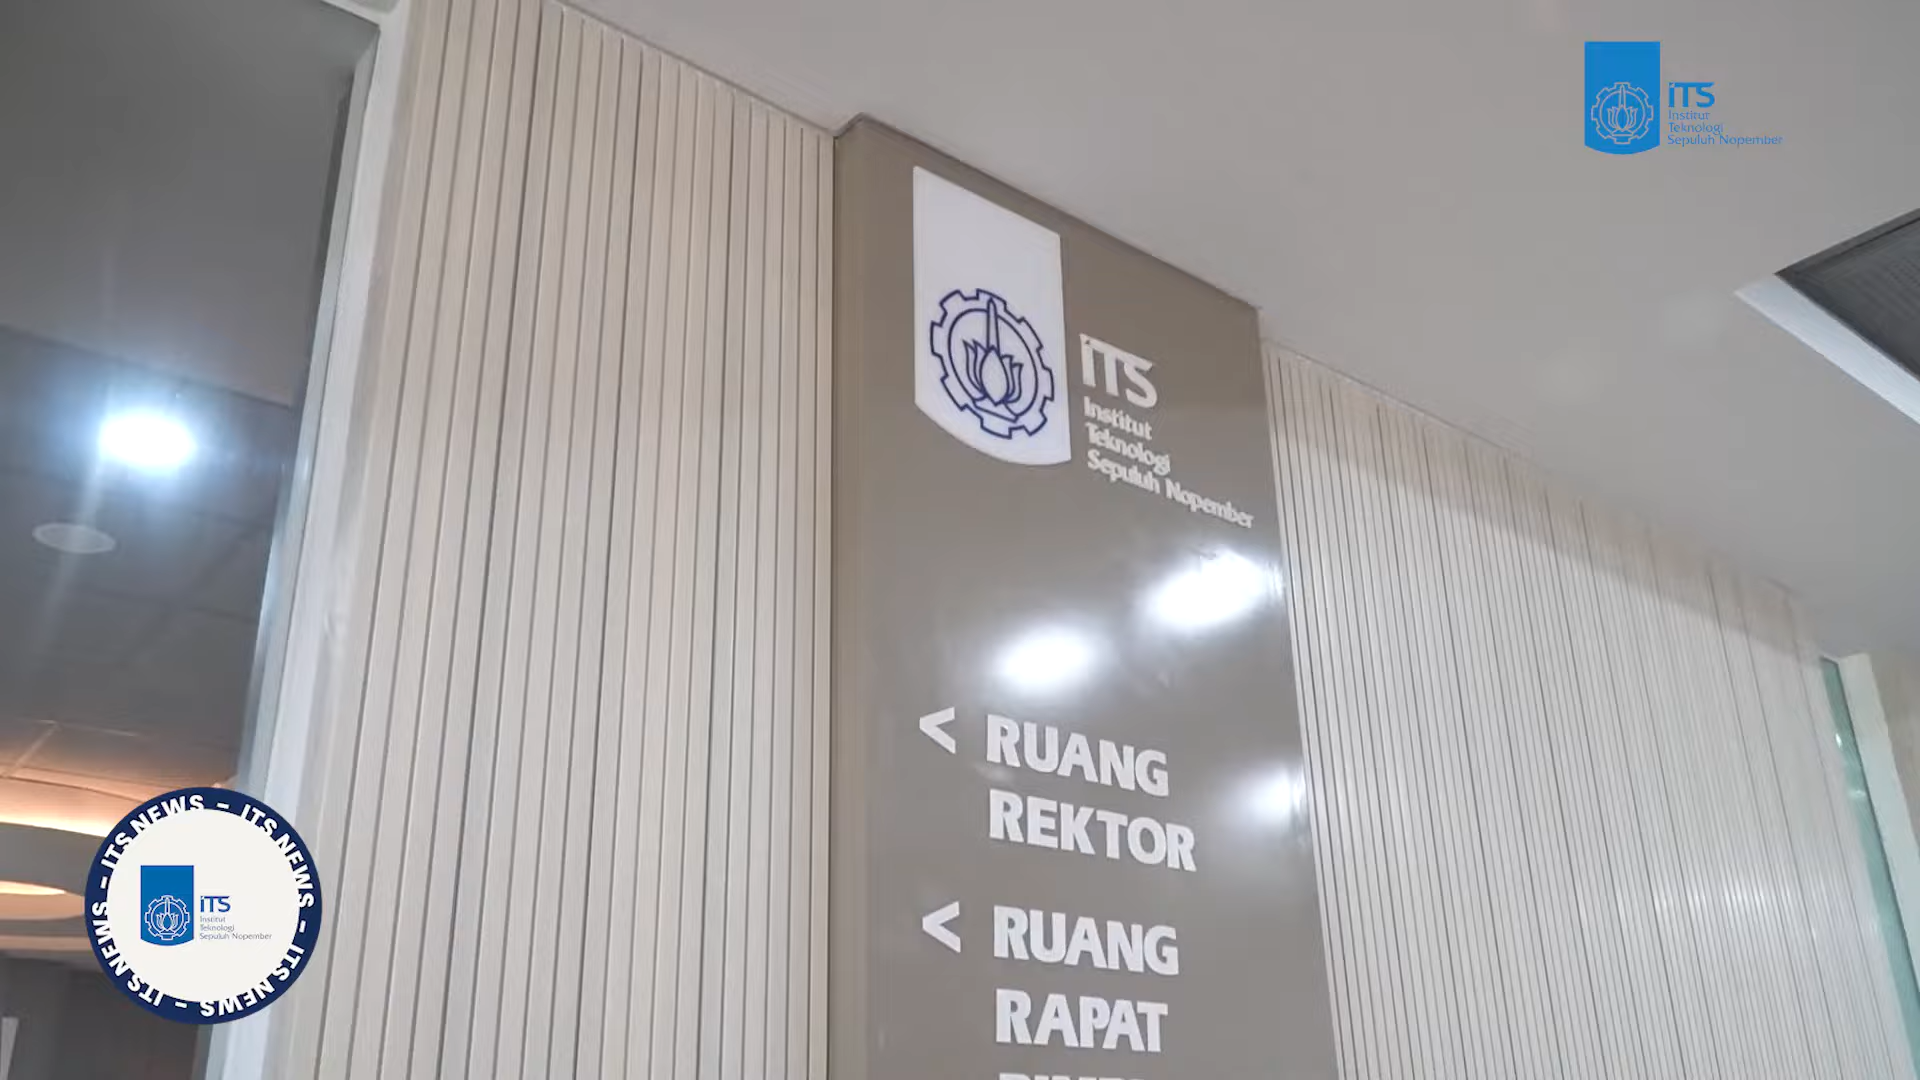 iTS
Institut
Teknologi
Sepuluh Nopember
iTS
Institut
Teknologi
Sepuluh Nopember
< RUANG
REKTOR
< RUANG
RAPAT
ITS NEWS - ITS NEWS - ITS NEWS - ITS NEWS -
iTS
Institut
Teknologi
Sepuluh Nopember